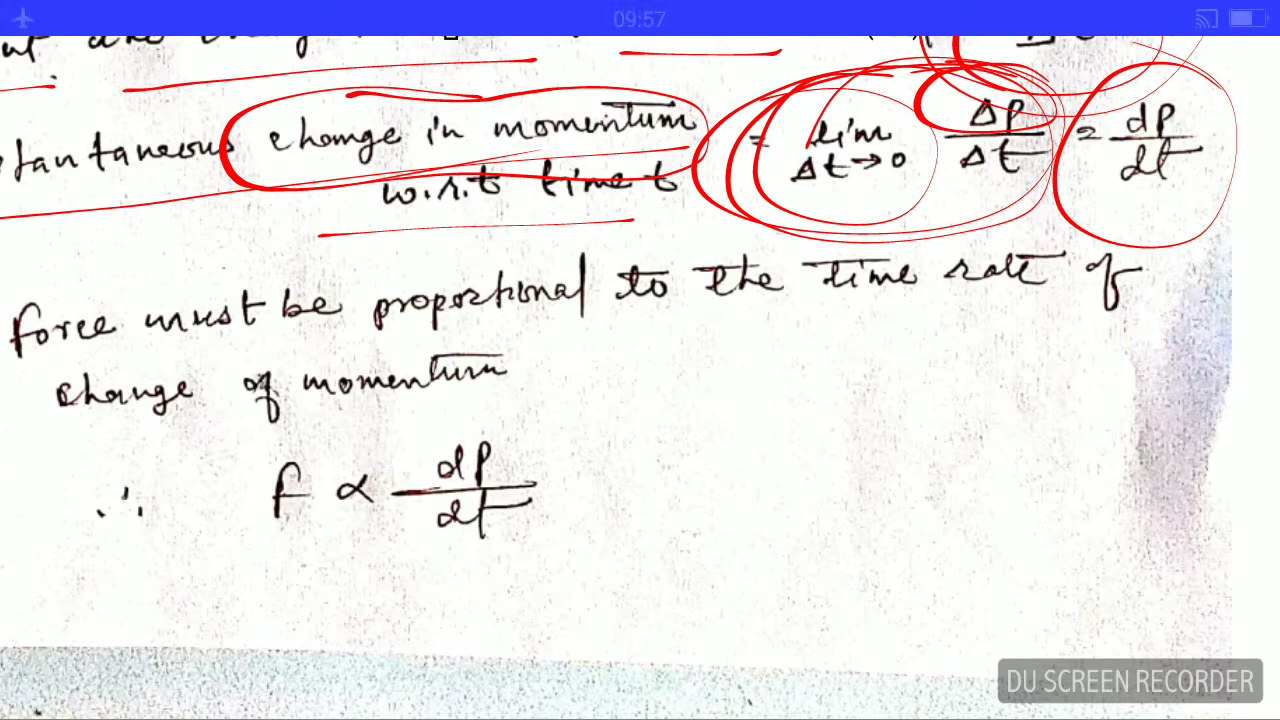 09:57
change in momentum = lim Δp/Δt = dp/dt
Δt→0
w.r.t time t
force must be proportional to the time rate of
change of momentum
∴ f ∝ dp/dt
DU SCREEN RECORDER